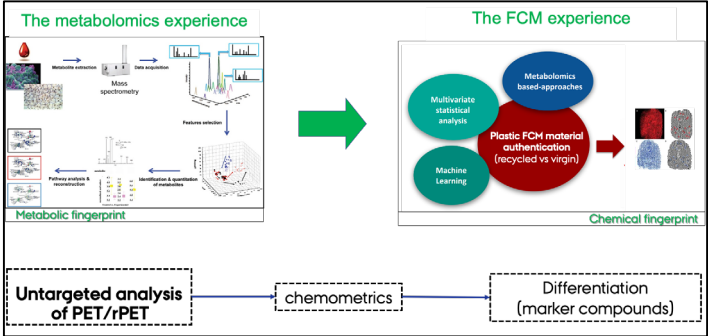 The metabolomics experience
Metabolite extraction
Data acquisition
Mass
spectrometry
Features selection
Pathway analysis &
reconstruction
Identification & quantitation
of metabolites
Metabolic fingerprint
The FCM experience
Metabolomics
based-approaches
Multivariate
statistical
analysis
Plastic FCM material
authentication
(recycled vs virgin)
Machine
Learning
Chemical fingerprint
Untargeted analysis
of PET/rPET
chemometrics
Differentiation
(marker compounds)